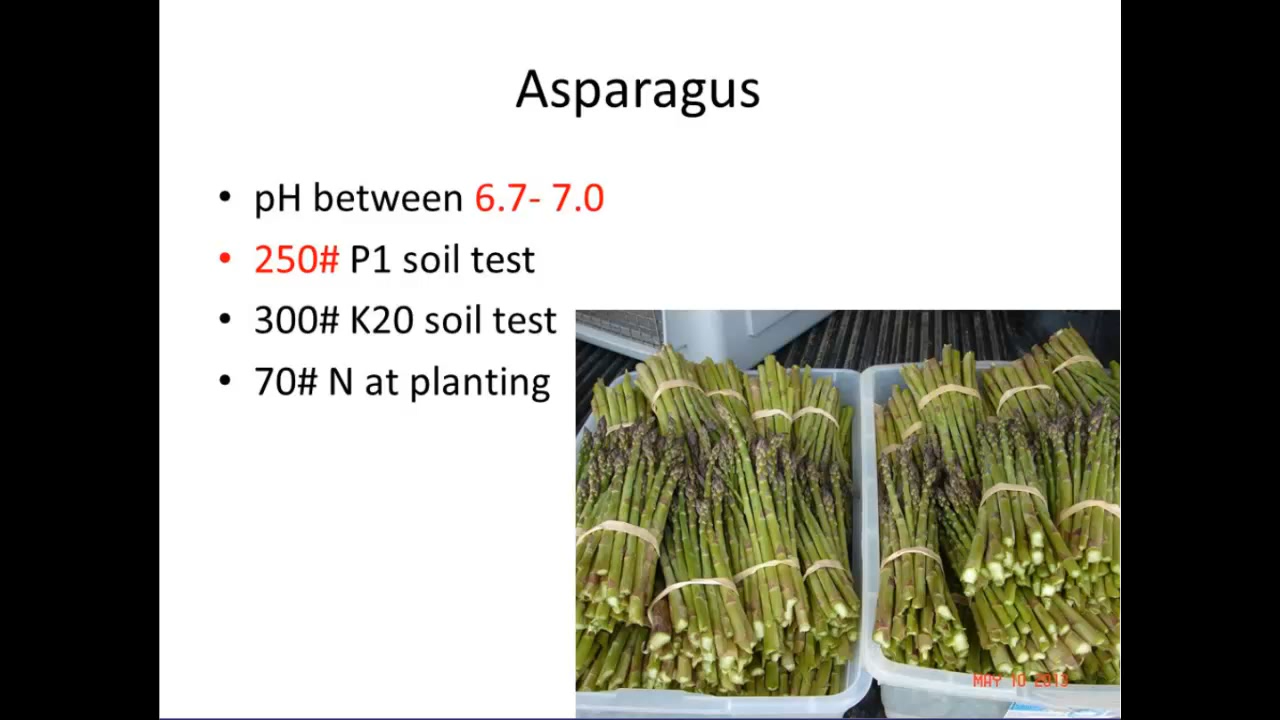 Asparagus
• pH between 6.7- 7.0
• 250# P1 soil test
• 300# K20 soil test
• 70# N at planting
MAY 10 2013